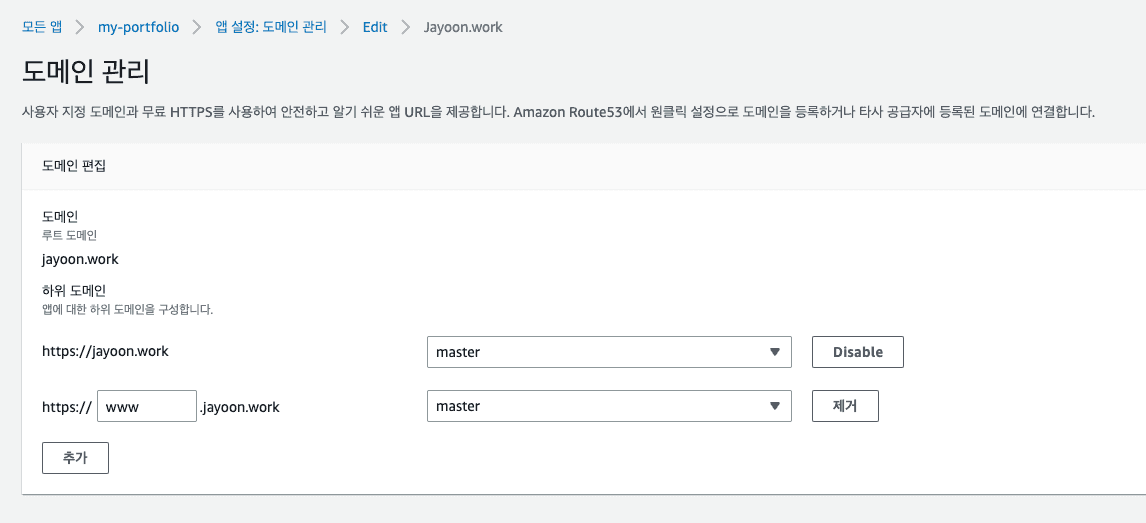 모든 앱 > my-portfolio > 앱 설정: 도메인 관리 > Edit > Jayoon.work
도메인 관리
사용자 지정 도메인과 무료 HTTPS를 사용하여 안전하고 알기 쉬운 앱 URL을 제공합니다. Amazon Route53에서 원클릭 설정으로 도메인을 등록하거나 타사 공급자에 등록된 도메인에 연결합니다.
도메인 편집
도메인
루트 도메인
jayoon.work
하위 도메인
앱에 대한 하위 도메인을 구성합니다.
https://jayoon.work master Disable
https:// www .jayoon.work master 제거
추가